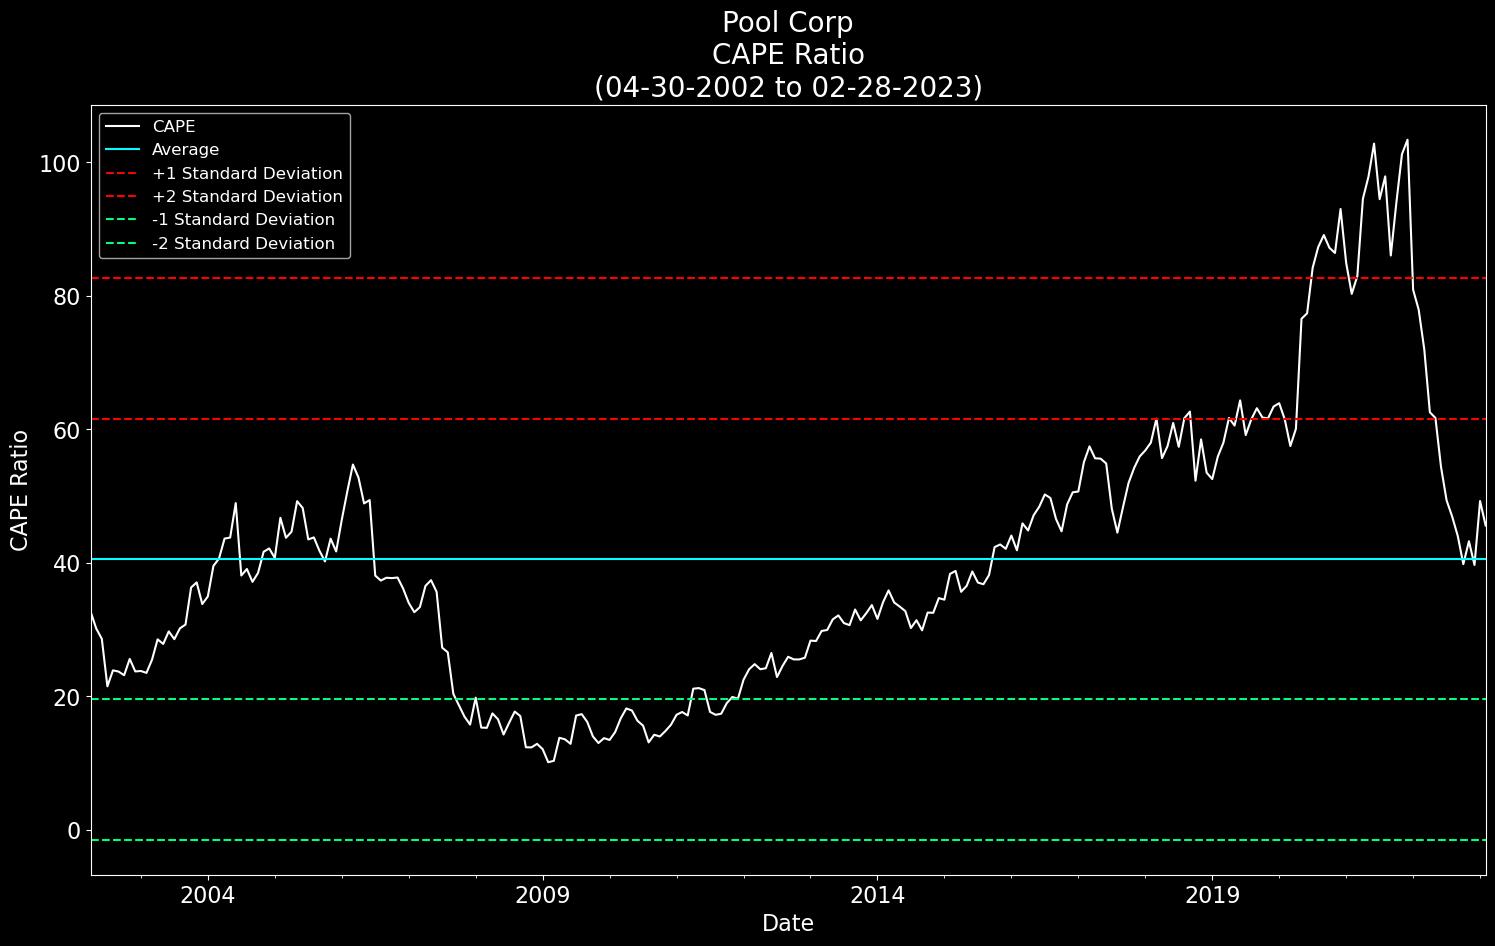 Pool Corp
CAPE Ratio
(04-30-2002 to 02-28-2023)
CAPE
Average
+1 Standard Deviation
+2 Standard Deviation
-1 Standard Deviation
-2 Standard Deviation
100
80
60
40
20
0
CAPE Ratio
2004
2009
2014
2019
Date